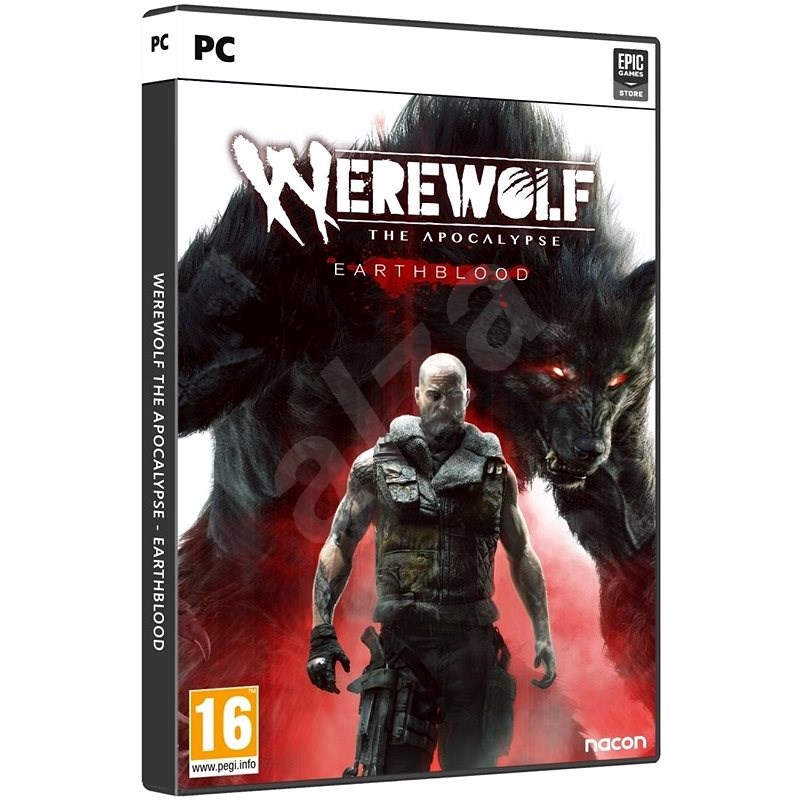 PC
PC
EPIC
GAMES
STORE
WEREWOLF
THE APOCALYPSE
EARTHBLOOD
alza
WEREWOLF THE APOCALYPSE - EARTHBLOOD
16
TM
www.pegi.info
nacon